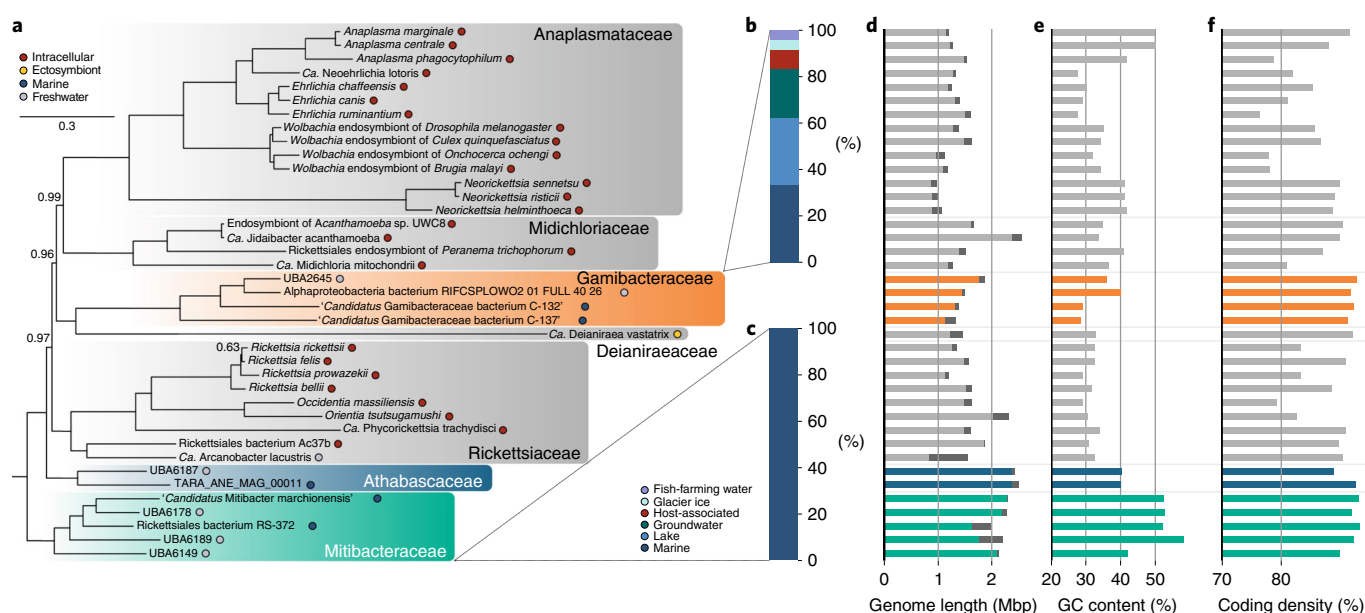 a
Intracellular
Ectosymbiont
Marine
Freshwater
0.3
0.99
0.96
0.97
0.63
Anaplasma marginale
Anaplasma centrale
Anaplasma phagocytophilum
Ca. Neoehrlichia lotoris
Ehrlichia chaffeensis
Ehrlichia canis
Ehrlichia ruminantium
Wolbachia endosymbiont of Drosophila melanogaster
Wolbachia endosymbiont of Culex quinquefasciatus
Wolbachia endosymbiont of Onchocerca ochengi
Wolbachia endosymbiont of Brugia malayi
Neorickettsia sennetsu
Neorickettsia risticii
Neorickettsia helminthoeca
Anaplasmataceae
Endosymbiont of Acanthamoeba sp. UWC8
Ca. Jidaibacter acanthamoeba
Rickettsiales endosymbiont of Peranema trichophorum
Ca. Midichloria mitochondrii
Midichloriaceae
UBA2645
Alphaproteobacteria bacterium RIFCSPLOWO2 01 FULL 40 26
'Candidatus Gamibacteraceae bacterium C-132'
'Candidatus Gamibacteraceae bacterium C-137'
Gamibacteraceae
Ca. Deianiraea vastatrix
Deianiraeaceae
Rickettsia rickettsii
Rickettsia felis
Rickettsia prowazekii
Rickettsia bellii
Occidentia massiliensis
Orientia tsutsugamushi
Ca. Phycorickettsia trachydisci
Rickettsiales bacterium Ac37b
Ca. Arcanobacter lacustris
Rickettsiaceae
UBA6187
TARA_ANE_MAG_00011
Athabascaceae
'Candidatus Mitibacter marchionensis'
UBA6178
Rickettsiales bacterium RS-372
UBA6189
UBA6149
Mitibacteraceae
b
100
80
60
(%)
40
20
0
c
100
80
60
(%)
40
20
0
Fish-farming water
Glacier ice
Host-associated
Groundwater
Lake
Marine
d
0 1 2
Genome length (Mbp)
e
20 30 40 50
GC content (%)
f
70 80
Coding density (%)